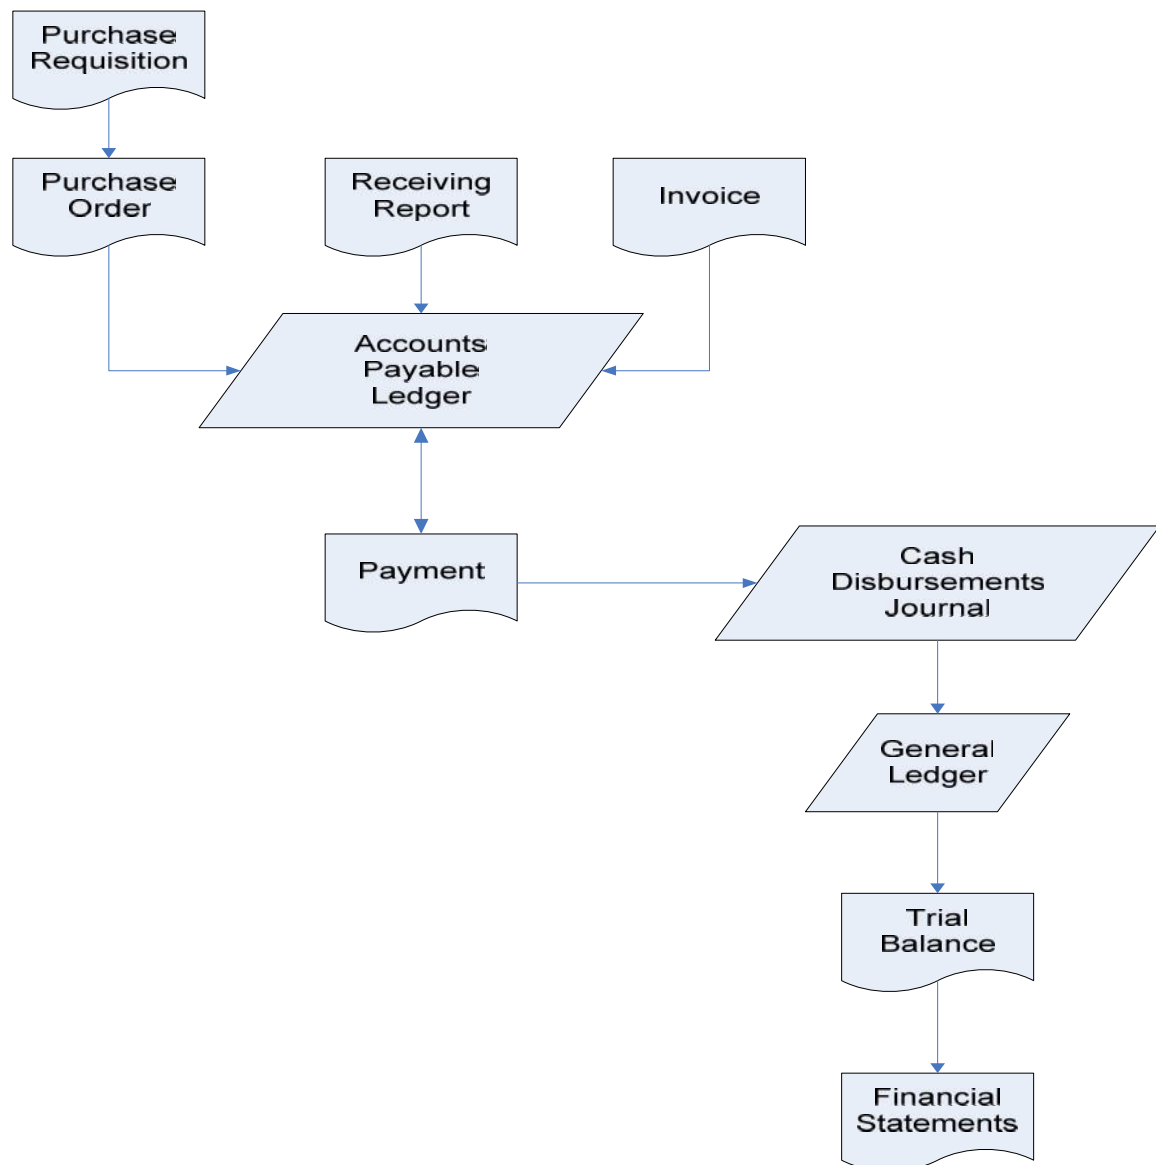 Purchase
Requisition
Purchase
Order
Receiving
Report
Invoice
Accounts
Payable
Ledger
Payment
Cash
Disbursements
Journal
General
Ledger
Trial
Balance
Financial
Statements